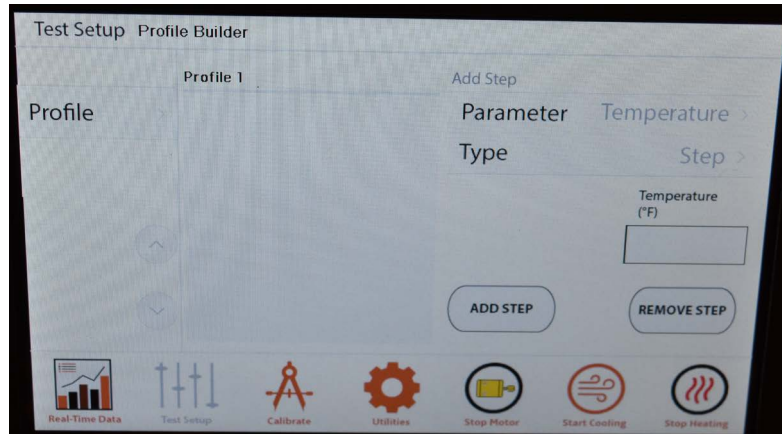 Test Setup Profile Builder
Profile 1
Add Step
Profile
Parameter Temperature
Type Step
Temperature
(°F)
ADD STEP
REMOVE STEP
Real-Time Data
Test Setup
Calibrate
Utilities
Stop Motor
Start Cooling
Stop Heating